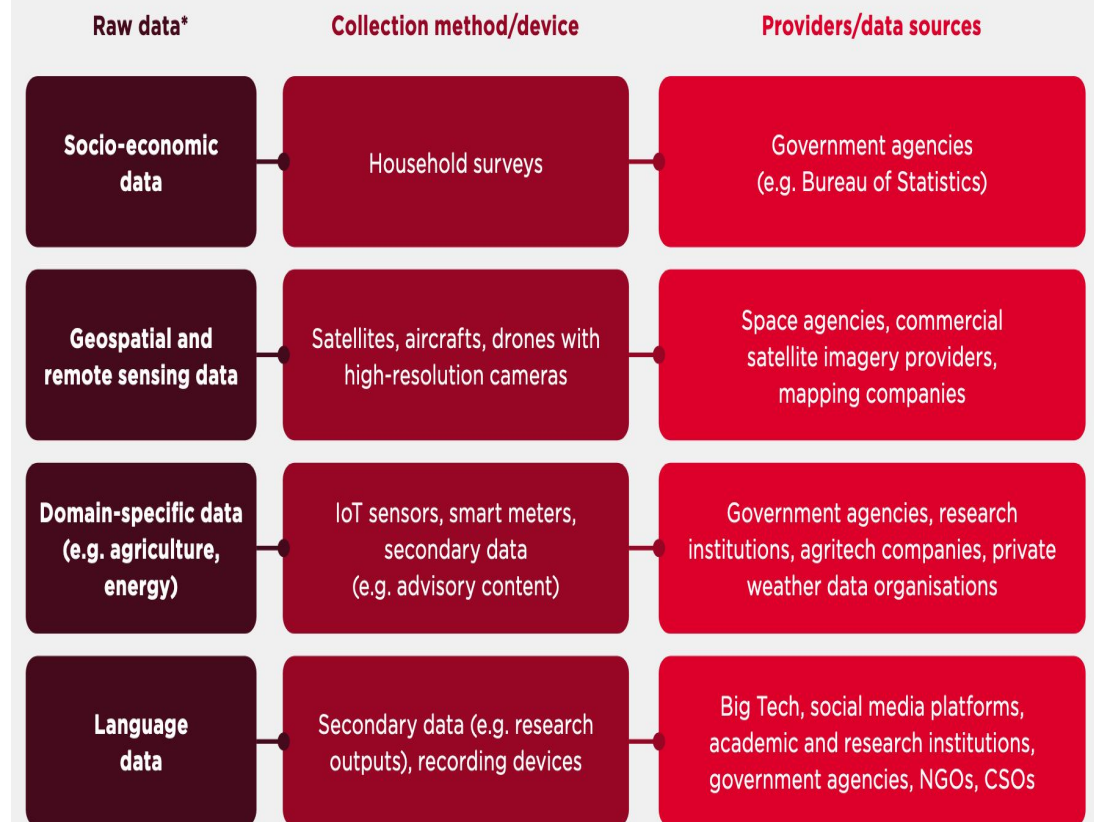 Raw data*
Collection method/device
Providers/data sources
Socio-economic
data
Household surveys
Government agencies
(e.g. Bureau of Statistics)
Geospatial and
remote sensing data
Satellites, aircrafts, drones with
high-resolution cameras
Space agencies, commercial
satellite imagery providers,
mapping companies
Domain-specific data
(e.g. agriculture,
energy)
IoT sensors, smart meters,
secondary data
(e.g. advisory content)
Government agencies, research
institutions, agritech companies, private
weather data organisations
Language
data
Secondary data (e.g. research
outputs), recording devices
Big Tech, social media platforms,
academic and research institutions,
government agencies, NGOs, CSOs